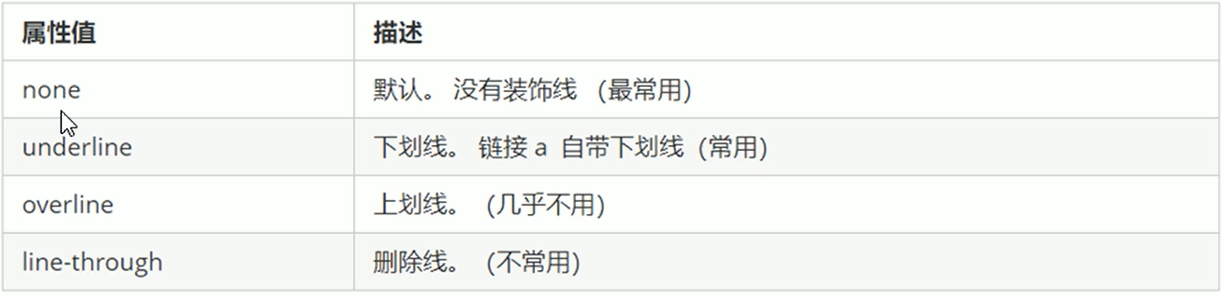 属性值 描述
none 默认。 没有装饰线 (最常用)
underline 下划线。 链接 a 自带下划线 (常用)
overline 上划线。 (几乎不用)
line-through 删除线。 (不常用)